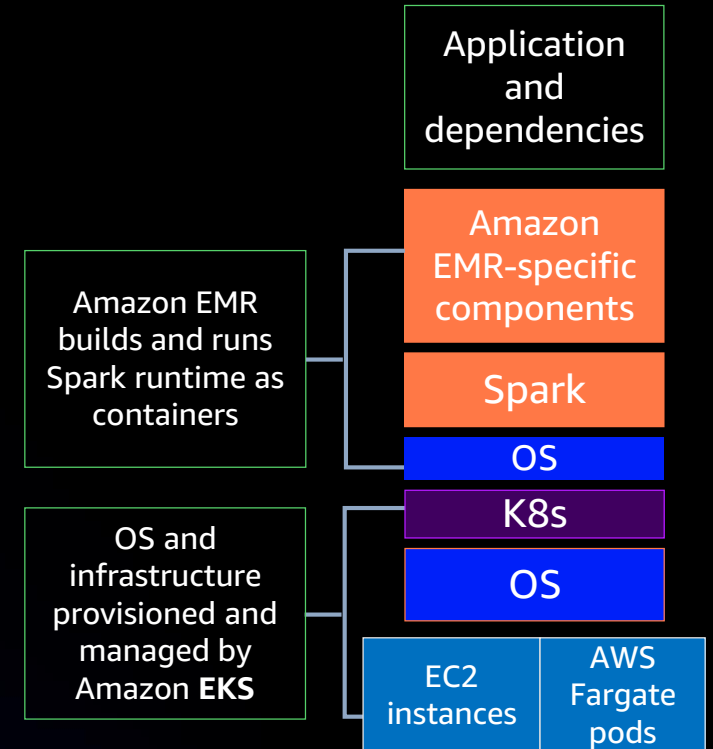 Application
and
dependencies
Amazon
EMR-specific
components
Amazon EMR
builds and runs
Spark runtime as
containers
Spark
OS
K8s
OS and
infrastructure
provisioned and
managed by
Amazon EKS
OS
EC2
instances
AWS
Fargate
pods